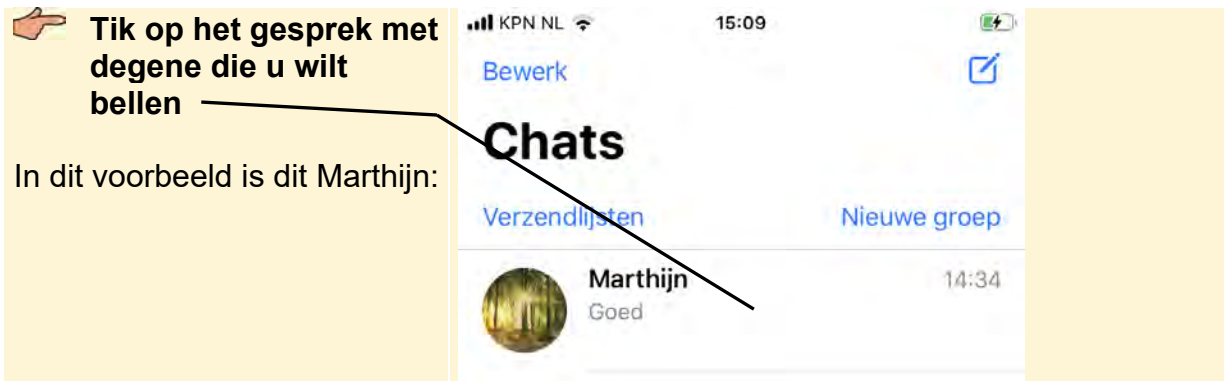 Tik op het gesprek met
degene die u wilt
bellen
In dit voorbeeld is dit Marthijn:
KPN NL 15:09
Bewerk
Chats
Verzendlijsten Nieuwe groep
Marthijn 14:34
Goed